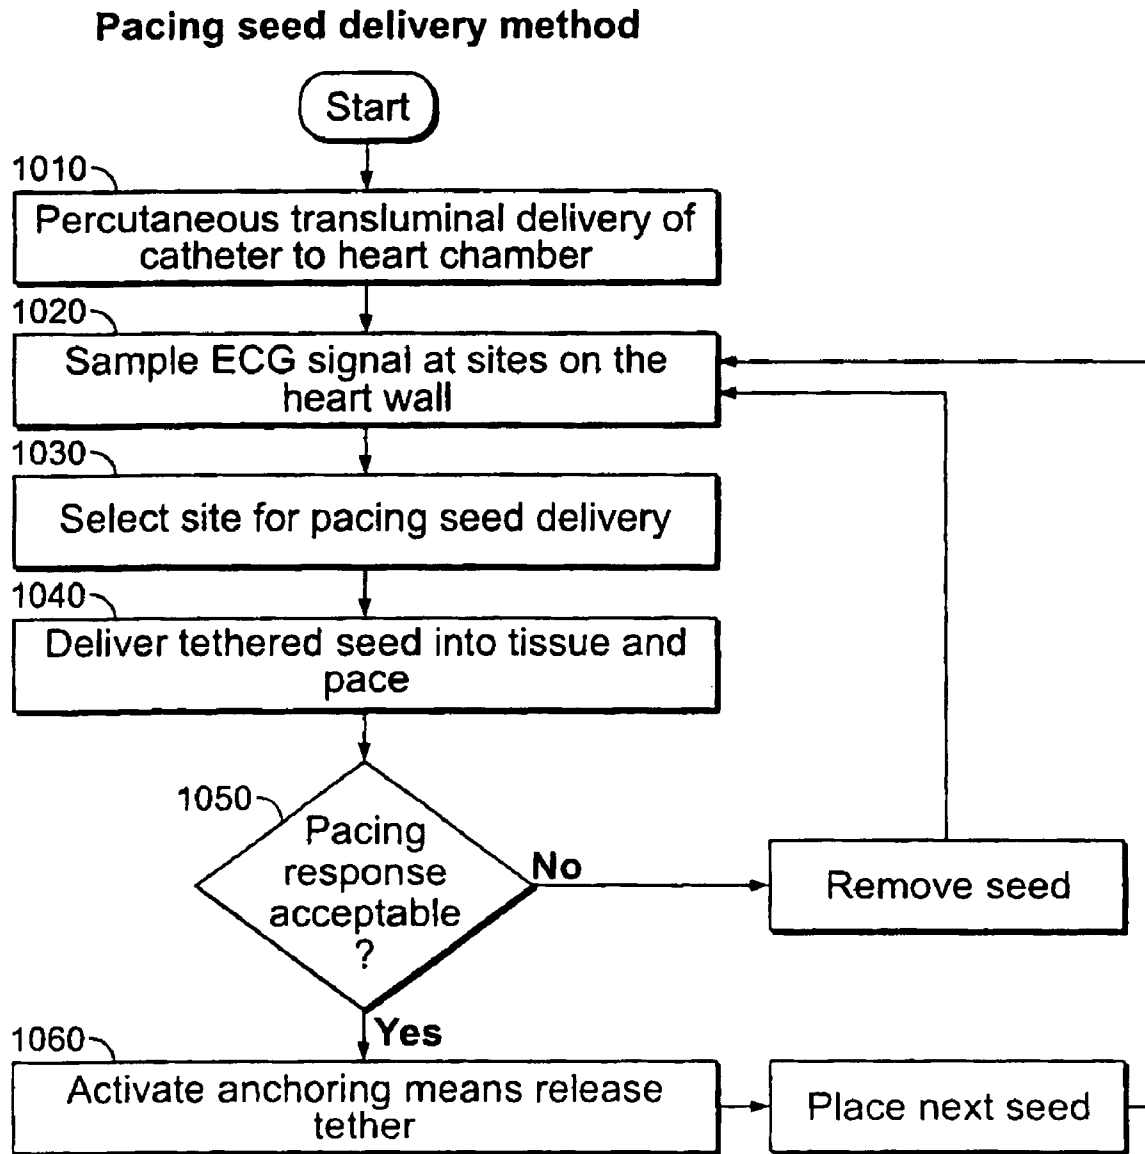 Pacing seed delivery method
Start
1010
Percutaneous transluminal delivery of
catheter to heart chamber
1020
Sample ECG signal at sites on the
heart wall
1030
Select site for pacing seed delivery
1040
Deliver tethered seed into tissue and
pace
1050
Pacing
response
acceptable
?
No
Remove seed
Yes
1060
Activate anchoring means release
tether
Place next seed